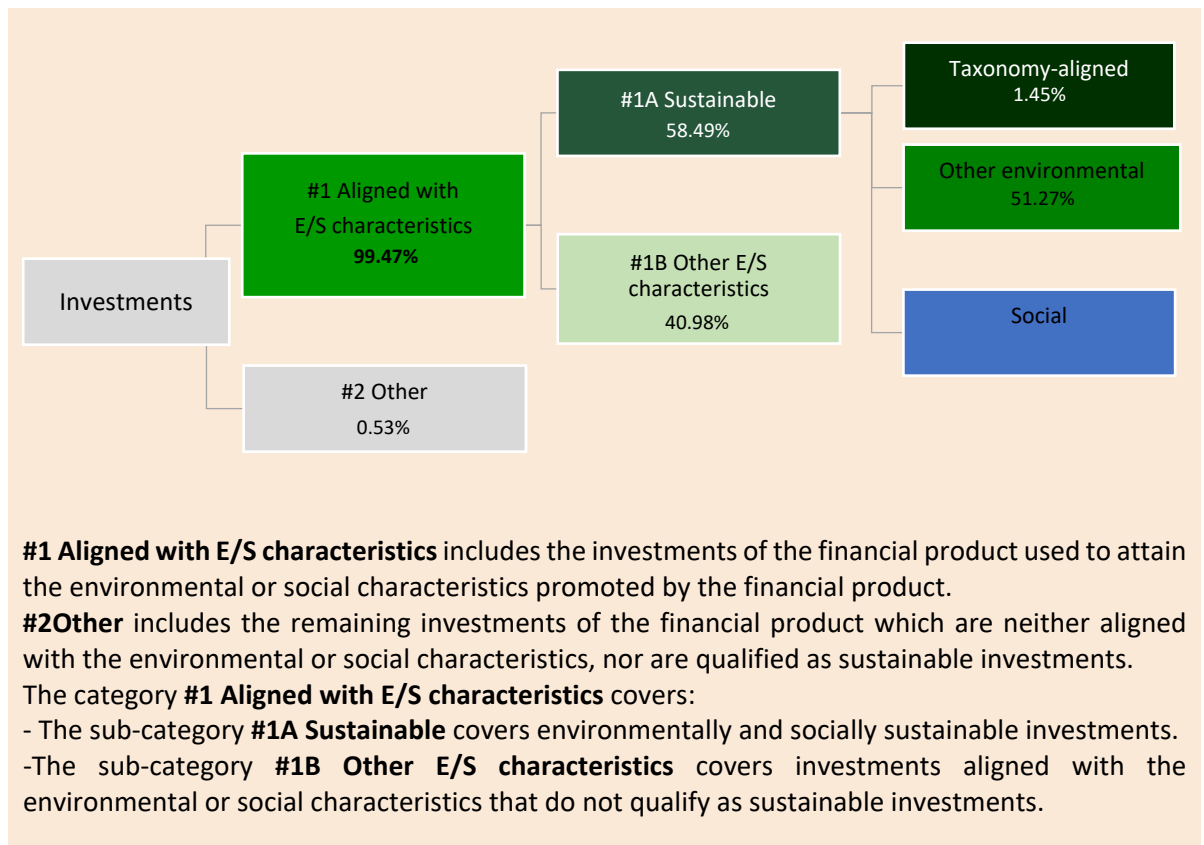 Investments
#1 Aligned with
E/S characteristics
99.47%
#2 Other
0.53%
#1A Sustainable
58.49%
#1B Other E/S
characteristics
40.98%
Taxonomy-aligned
1.45%
Other environmental
51.27%
Social
#1 Aligned with E/S characteristics includes the investments of the financial product used to attain
the environmental or social characteristics promoted by the financial product.
#2Other includes the remaining investments of the financial product which are neither aligned
with the environmental or social characteristics, nor are qualified as sustainable investments.
The category #1 Aligned with E/S characteristics covers:
- The sub-category #1A Sustainable covers environmentally and socially sustainable investments.
-The sub-category #1B Other E/S characteristics covers investments aligned with the
environmental or social characteristics that do not qualify as sustainable investments.